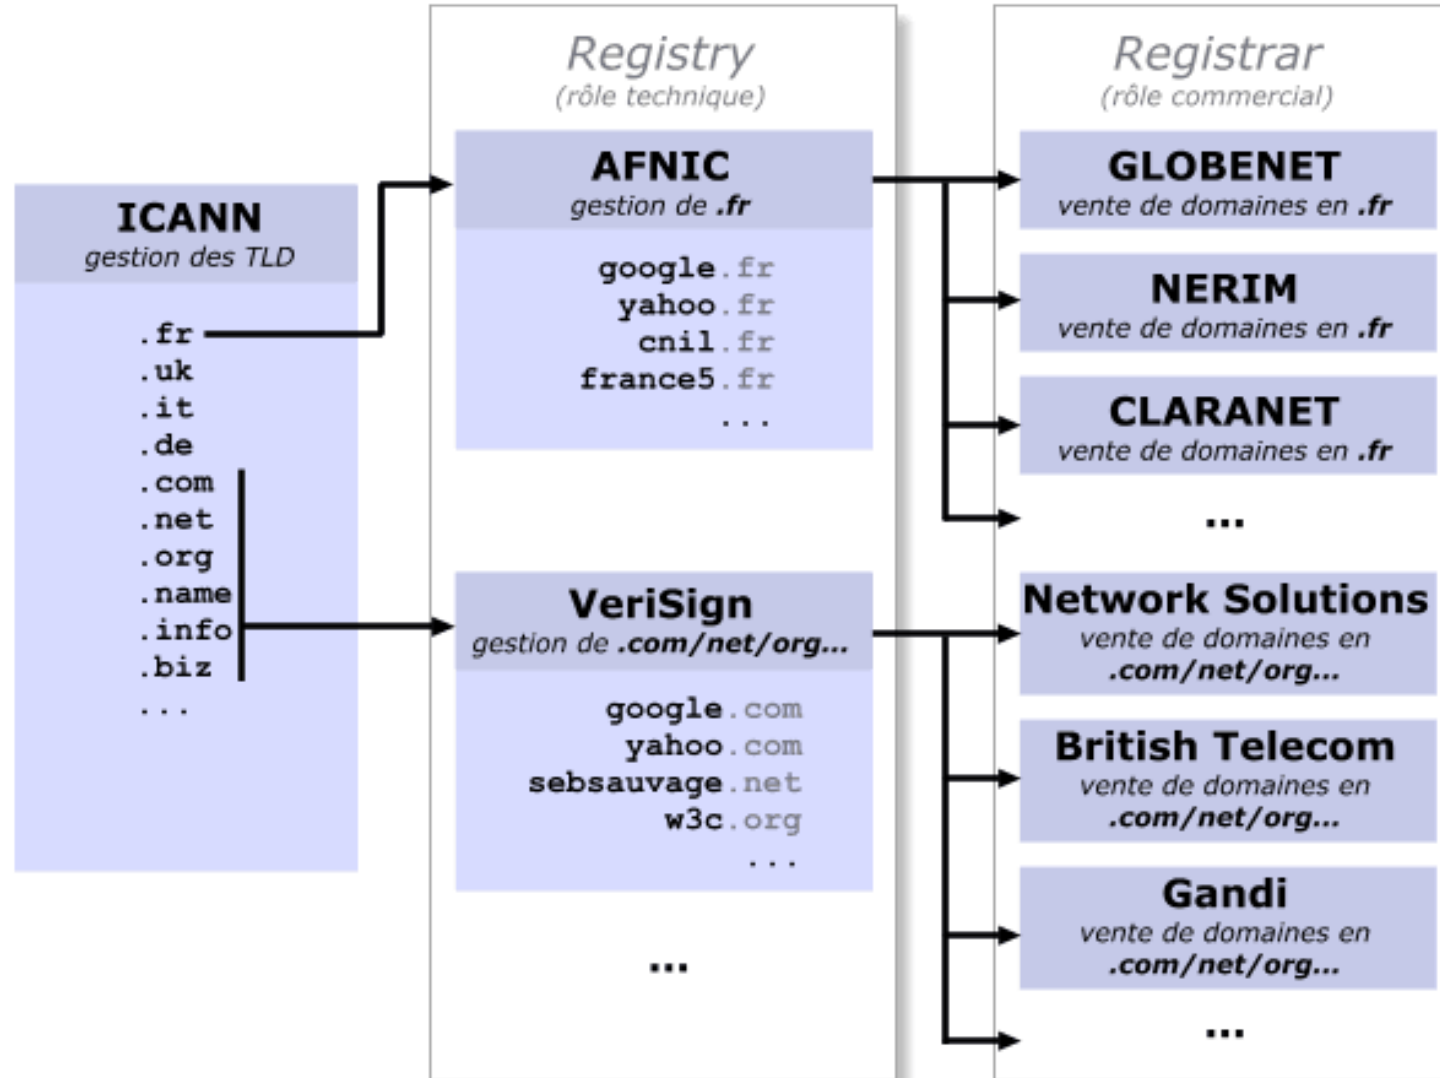 ICANN
gestion des TLD
.fr
.uk
.it
.de
.com
.net
.org
.name
.info
.biz
...
Registry
(rôle technique)
AFNIC
gestion de .fr
google.fr
yahoo.fr
cnil.fr
france5.fr
...
VeriSign
gestion de .com/net/org...
google.com
yahoo.com
sebsauvage.net
w3c.org
...
...
Registrar
(rôle commercial)
GLOBENET
vente de domaines en .fr
NERIM
vente de domaines en .fr
CLARANET
vente de domaines en .fr
...
Network Solutions
vente de domaines en
.com/net/org...
British Telecom
vente de domaines en
.com/net/org...
Gandi
vente de domaines en
.com/net/org...
...